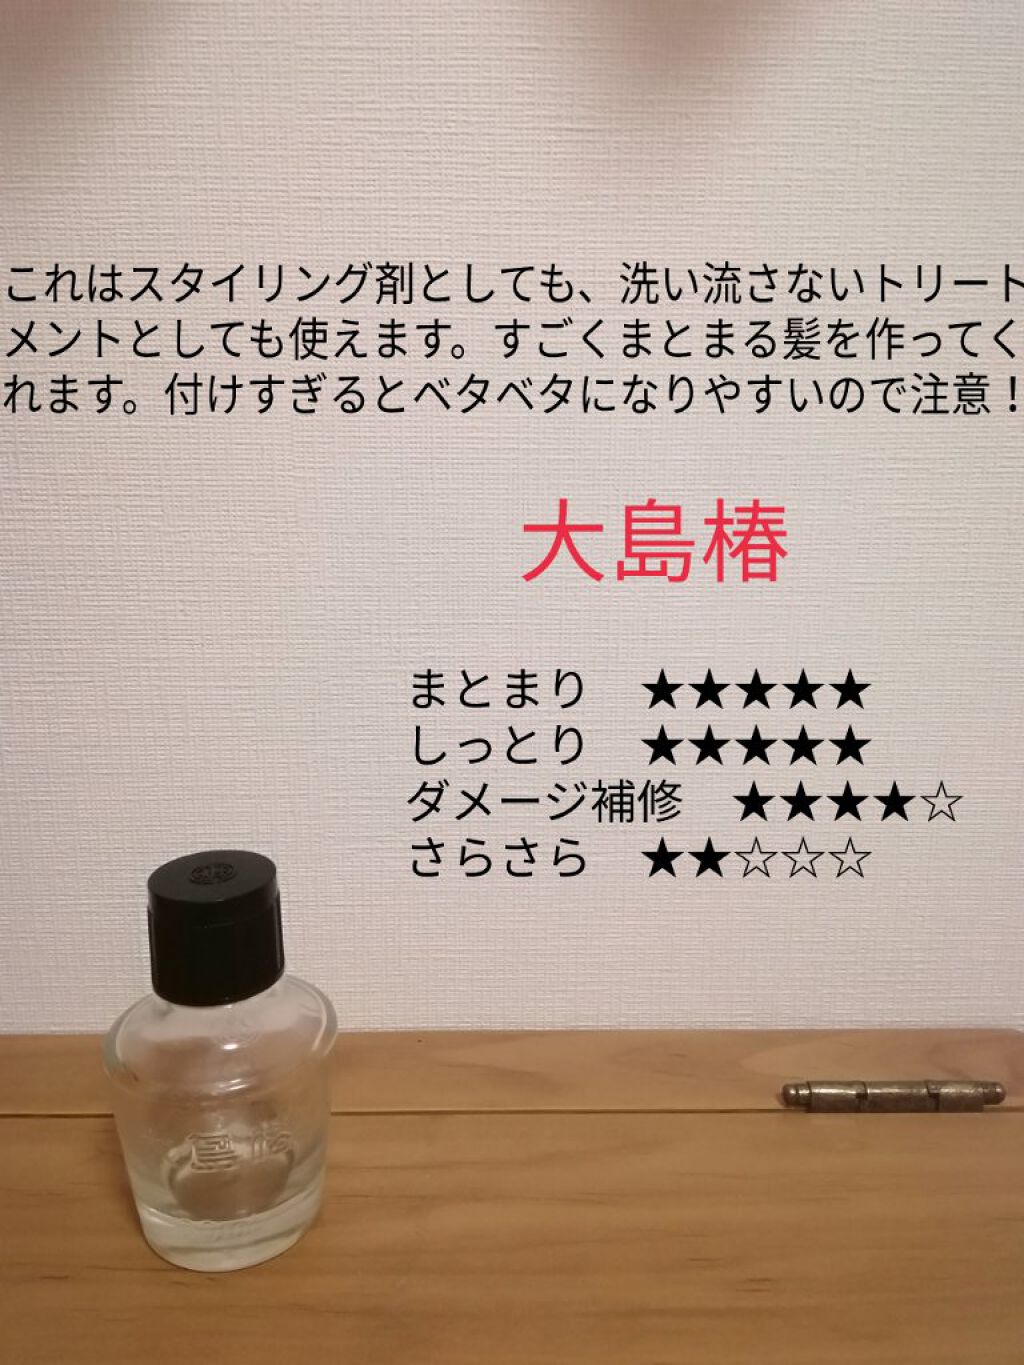 これはスタイリング剤としても、洗い流さないトリート
メントとしても使えます。すごくまとまる髪を作ってく
れます。付けすぎるとベタベタになりやすいので注意！
大島椿
まとまり　★★★★★
しっとり　★★★★★
ダメージ補修　★★★★☆
さらさら　★★☆☆☆